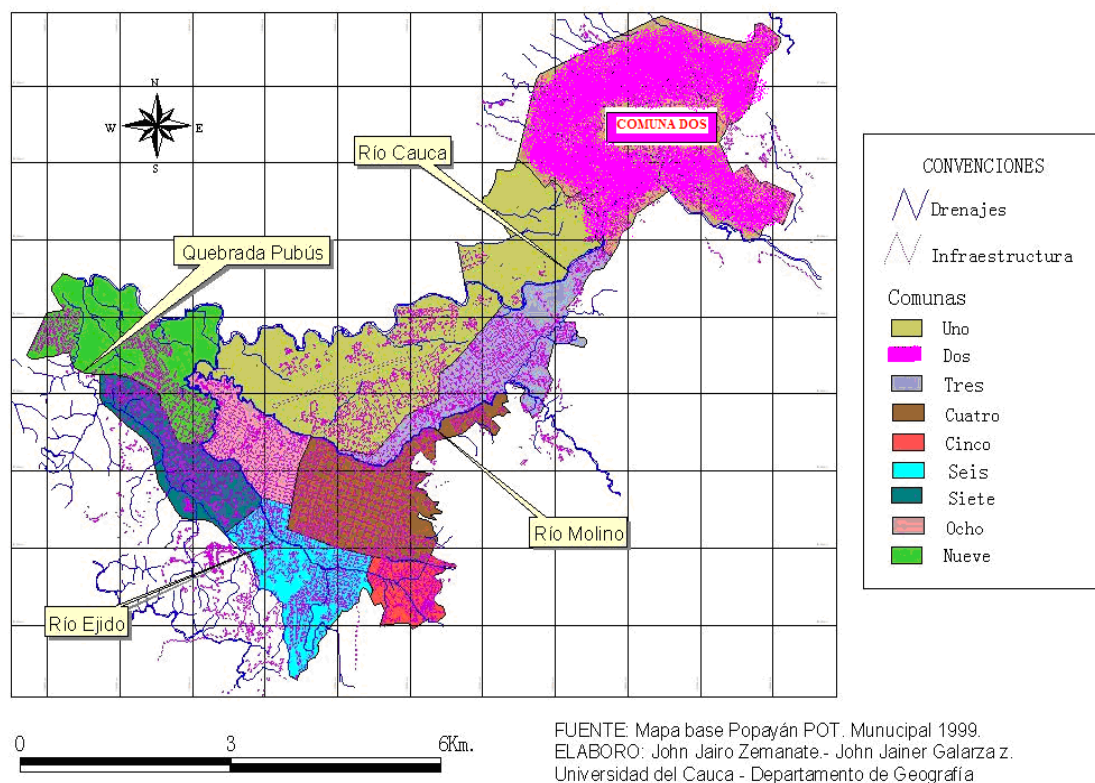 N
W
E
S
COMUNA DOS
Río Cauca
Quebrada Pubús
Río Molino
Río Ejido
CONVENCIONES
Drenajes
Infraestructura
Comunas
Uno
Dos
Tres
Cuatro
Cinco
Seis
Siete
Ocho
Nueve
0 3 6Km.
FUENTE: Mapa base Popayán POT. Munucipal 1999.
ELABORO: John Jairo Zemanate.- John Jainer Galarza z.
Universidad del Cauca - Departamento de Geografía